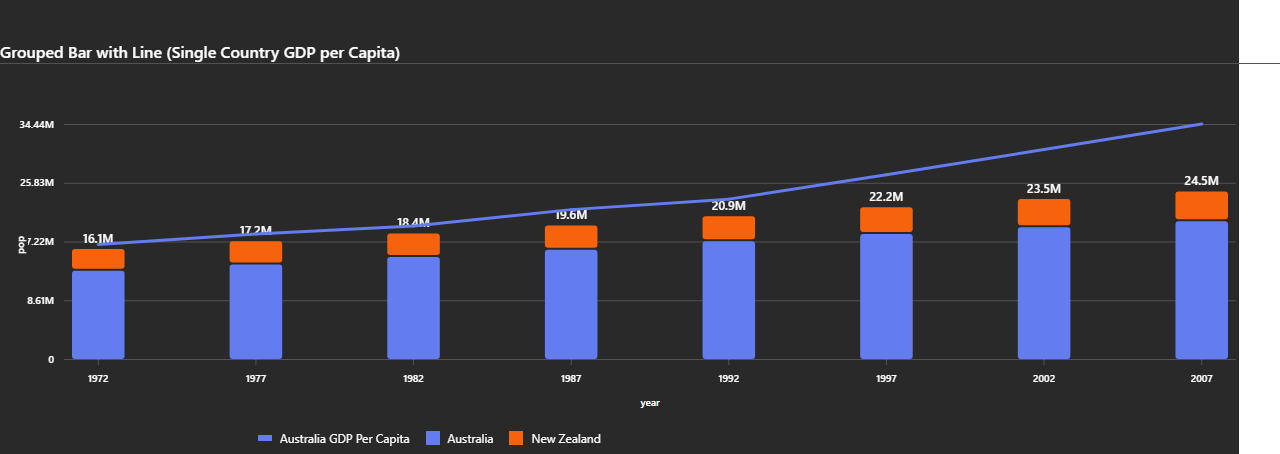 Grouped Bar with Line (Single Country GDP per Capita)
34.44M
25.83M
7.22M
8.61M
0
pop
16.1M
17.2M
18.4M
19.6M
20.9M
22.2M
23.5M
24.5M
1972 1977 1982 1987 1992 1997 2002 2007
year
Australia GDP Per Capita Australia New Zealand